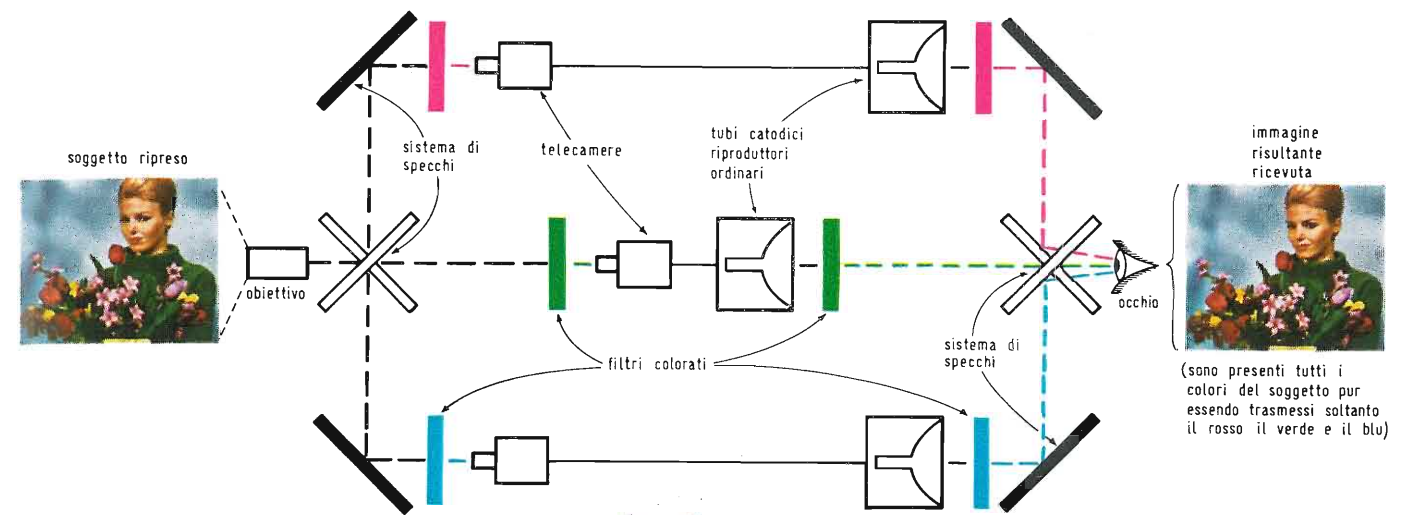 soggetto ripreso
obiettivo
sistema di
specchi
telecamere
tubi catodici
riproduttori
ordinari
filtri colorati
sistema di
specchi
occhio
immagine
risultante
ricevuta
(sono presenti tutti i
colori del soggetto pur
essendo trasmessi soltanto
il rosso il verde e il blu)